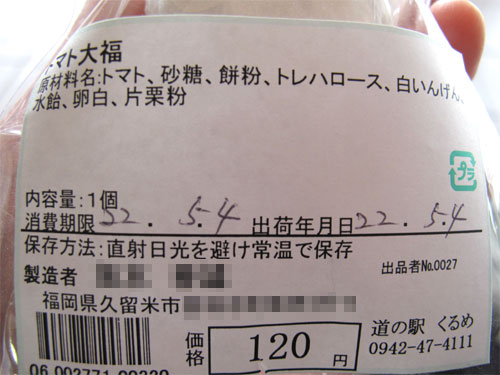 トマト大福
原材料名:トマト、砂糖、餅粉、トレハロース、白いんげん、
水飴、卵白、片栗粉
プラ
内容量:1個
消費期限 22. 5.4 出荷年月日 22. 5.4
保存方法:直射日光を避け常温で保存
製造者
出品者No.0027
福岡県久留米市
価格 120 円
道の駅 くるめ
0942-47-4111